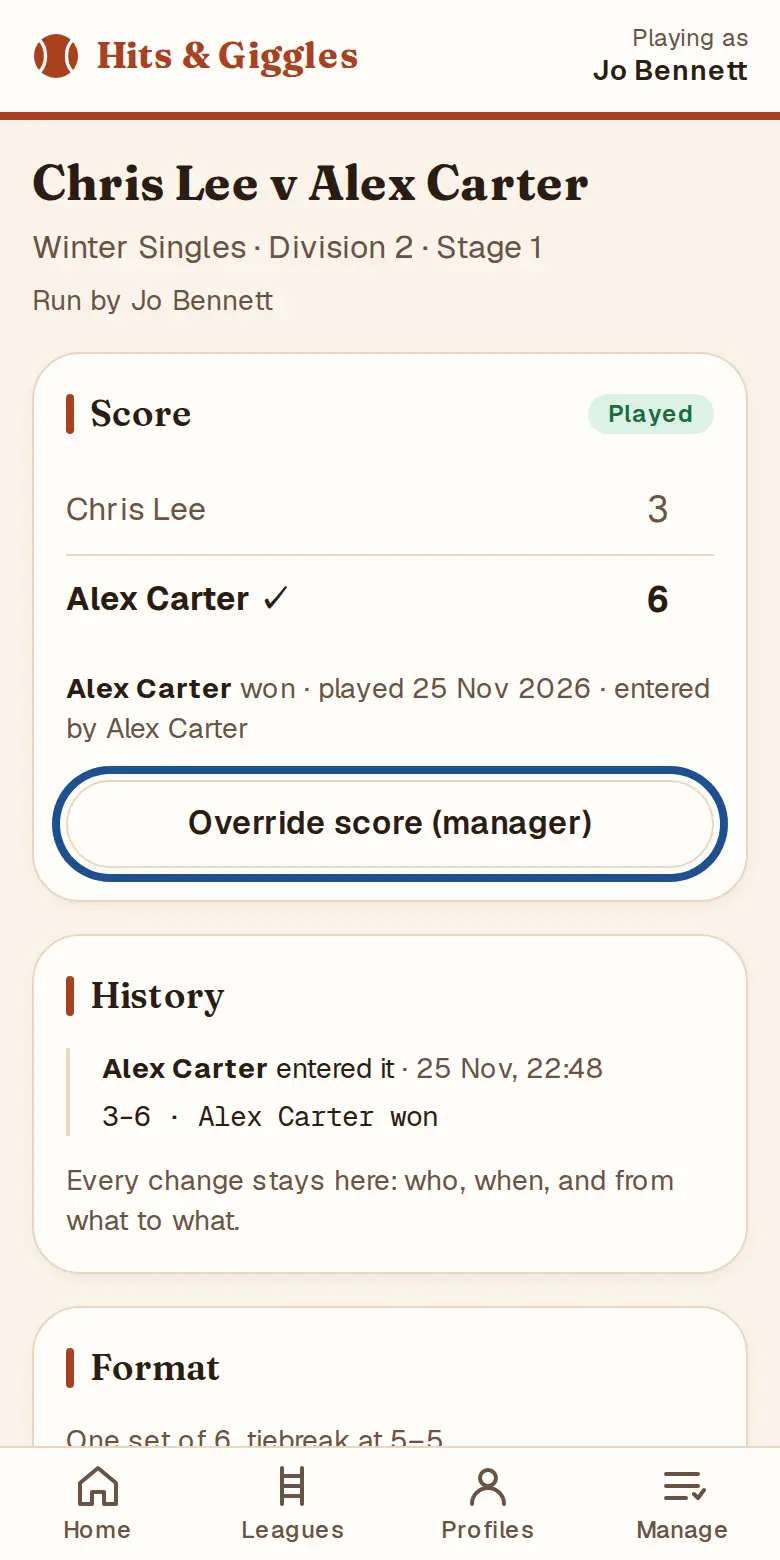 Hits & Giggles
Playing as
Jo Bennett
Chris Lee v Alex Carter
Winter Singles · Division 2 · Stage 1
Run by Jo Bennett
Score
Played
Chris Lee 3
Alex Carter ✓ 6
Alex Carter won · played 25 Nov 2026 · entered
by Alex Carter
Override score (manager)
History
Alex Carter entered it · 25 Nov, 22:48
3–6 · Alex Carter won
Every change stays here: who, when, and from
what to what.
Format
One set of 6, tiebreak at 5–5
Home
Leagues
Profiles
Manage